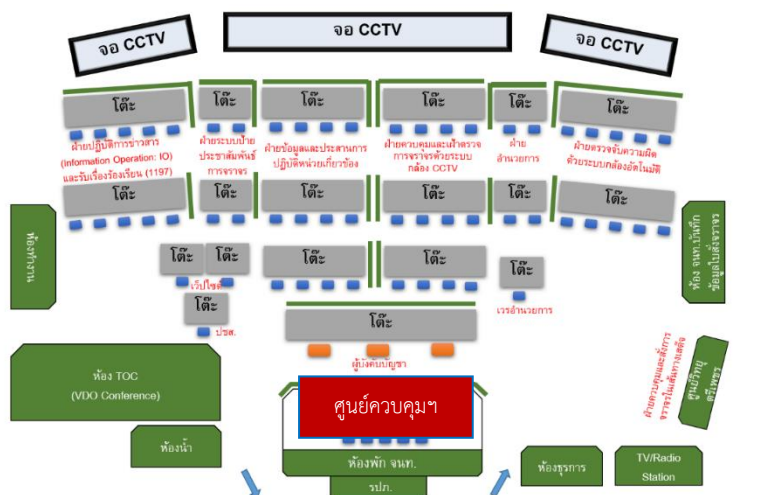 จอ CCTV
จอ CCTV
จอ CCTV
โต๊ะ
โต๊ะ
โต๊ะ
โต๊ะ
โต๊ะ
โต๊ะ
ฝ่ายปฏิบัติการข่าวสาร
(Information Operation: IO)
และรับเรื่องร้องเรียน (1197)
ฝ่ายระบบป้าย
ประชาสัมพันธ์
การจราจร
ฝ่ายข้อมูลและประสานการ
ปฏิบัติหน่วยเกี่ยวข้อง
ฝ่ายควบคุมและเฝ้าตรวจ
การจราจรด้วยระบบ
กล้อง CCTV
ฝ่าย
อำนวยการ
ฝ่ายตรวจจับความผิด
ด้วยระบบกล้องอัตโนมัติ
โต๊ะ
โต๊ะ
โต๊ะ
โต๊ะ
โต๊ะ
โต๊ะ
ห้องทำงาน
ห้อง จนท.บันทึก
ข้อมูลใบสั่งจราจร
โต๊ะ
โต๊ะ
โต๊ะ
โต๊ะ
โต๊ะ
เว็ปไซต์
โต๊ะ
ปชส.
เวรอำนวยการ
โต๊ะ
ผู้บังคับบัญชา
ห้อง TOC
(VDO Conference)
ศูนย์ควบคุมฯ
ฝ่ายควบคุมและสั่งการ
จราจรในเส้นทางเสด็จ
ศูนย์วิทยุ
ตรีเพชร
ห้องน้ำ
ห้องพัก จนท.
รปภ.
ห้องธุรการ
TV/Radio
Station